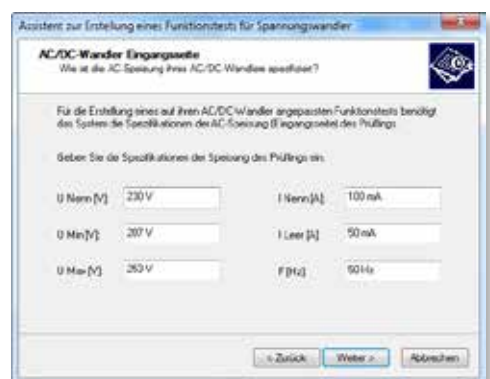 Assistent zur Erstellung eines Funktionstests für Spannungswandler
AC/DC-Wandler Eingangsseite
Wie ist die AC-Speisung Ihres AC/DC-Wandlers spezifiziert?
Für die Erstellung eines auf Ihren AC/DC-Wandler angepassten Funktionstests benötigt
das System die Spezifikationen der AC-Speisung (Eingangsseite) des Prüflings.
Geben Sie die Spezifikationen der Speisung des Prüflings ein.
U Nenn [V]: 230 V I Nenn [A]: 100 mA
U Min [V]: 207 V I Leer [A]: 50 mA
U Max [V]: 253 V F [Hz]: 50 Hz
< Zurück Weiter > Abbrechen